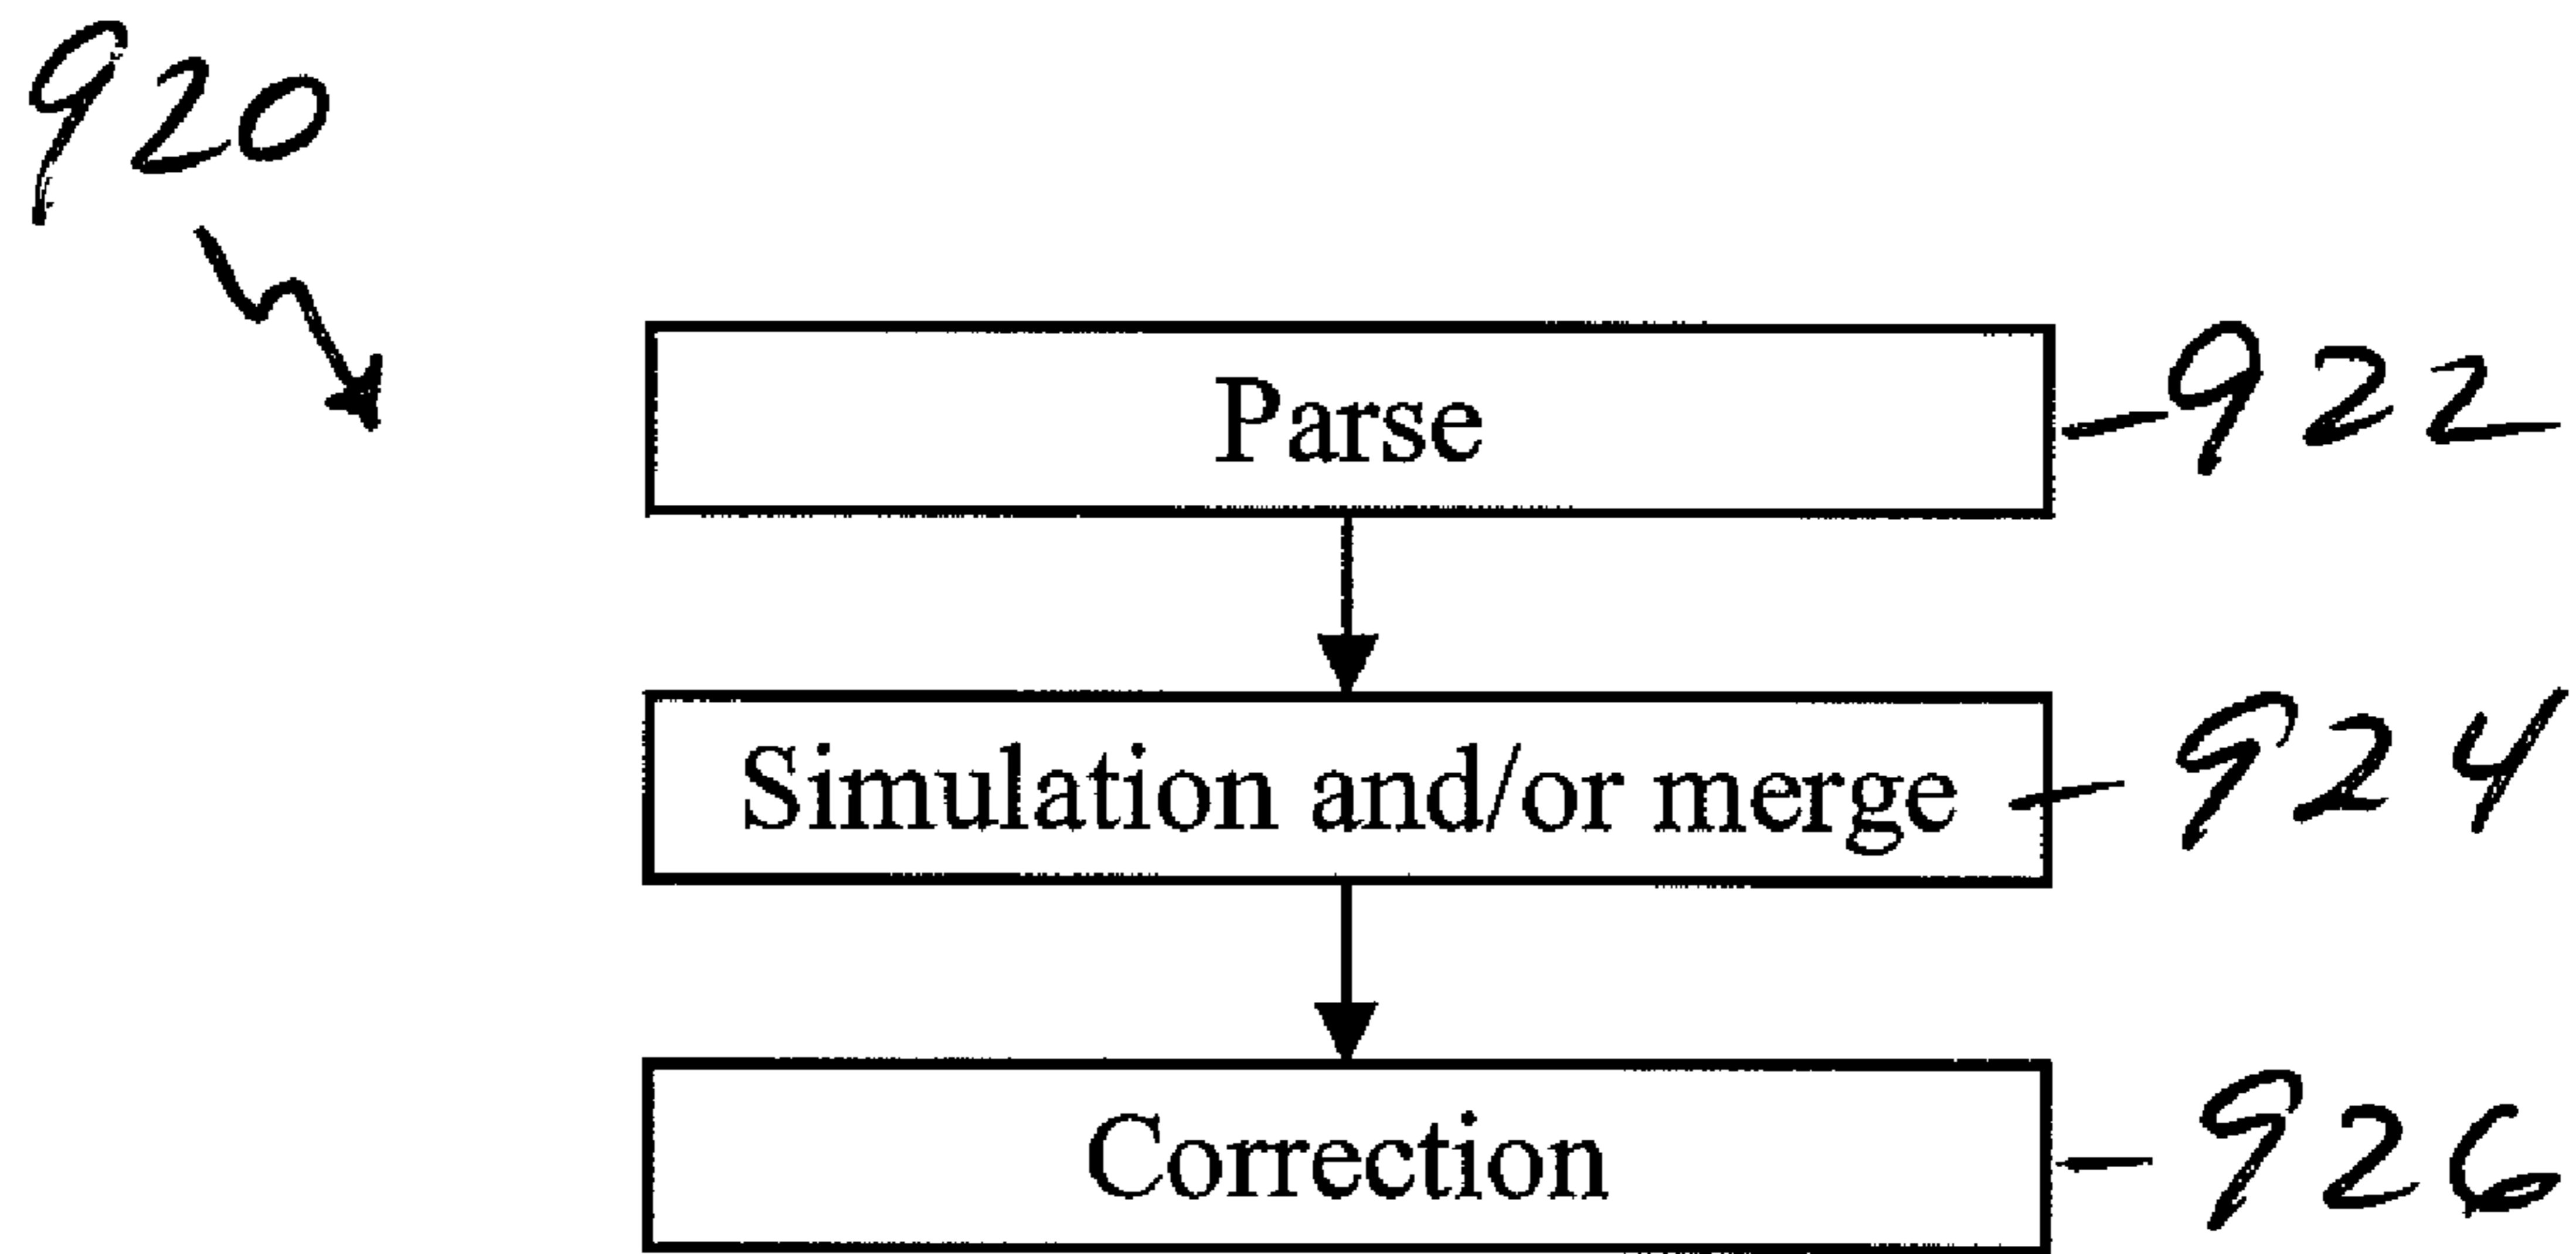 920
Parse
922
Simulation and/or merge
924
Correction
926